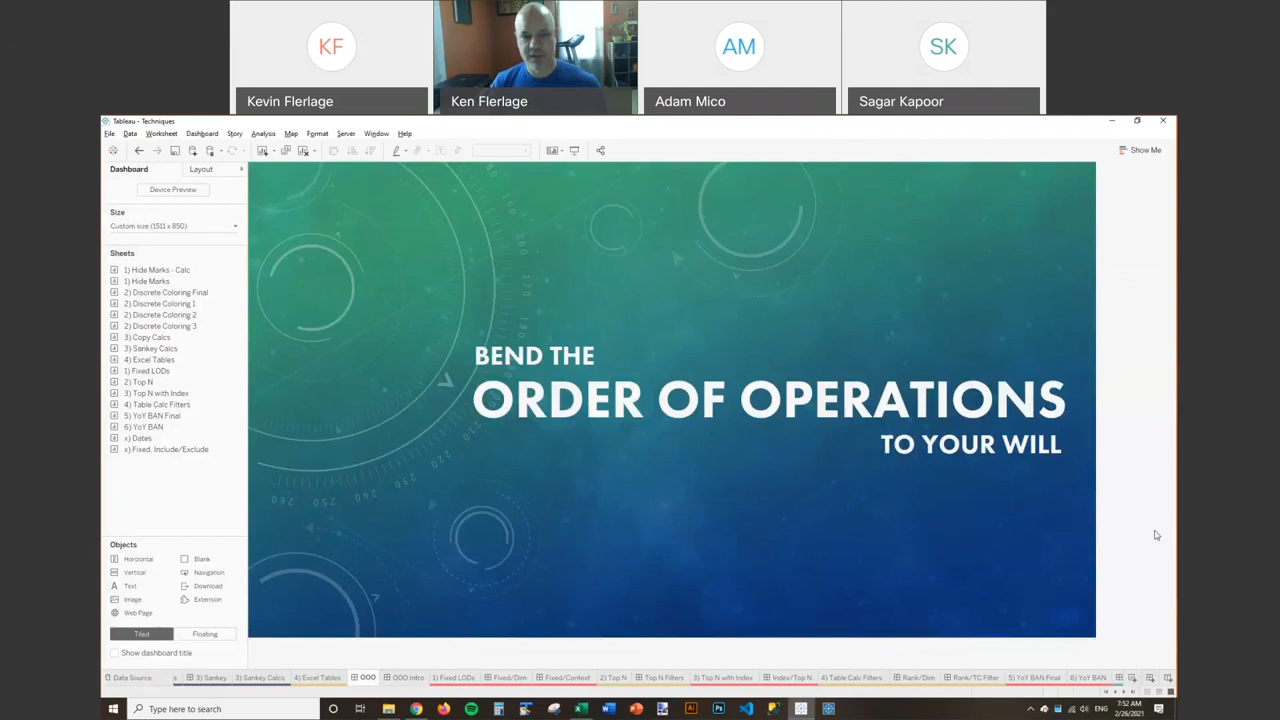 KF
AM
SK
Kevin Flerlage
Ken Flerlage
Adam Mico
Sagar Kapoor
Tableau - Techniques
File Data Worksheet Dashboard Story Analysis Map Format Server Window Help
Show Me
Dashboard Layout
Device Preview
Size
Custom size (1511 x 850)
Sheets
1) Hide Marks - Calc
1) Hide Marks
2) Discrete Coloring Final
2) Discrete Coloring 1
2) Discrete Coloring 2
2) Discrete Coloring 3
3) Copy Calcs
3) Sankey Calcs
4) Excel Tables
1) Fixed LODs
2) Top N
3) Top N with Index
4) Table Calc Filters
5) YoY BAN Final
6) YoY BAN
x) Dates
x) Fixed, Include/Exclude
BEND THE
ORDER OF OPERATIONS
TO YOUR WILL
160
170
180
210
220
230
240
250
260
Objects
Horizontal Blank
Vertical Navigation
Text Download
Image Extension
Web Page
Tiled Floating
Show dashboard title
Data Source s 3) Sankey 3) Sankey Calcs 4) Excel Tables OOO OOO Intro 1) Fixed LODs Fixed/Dim Fixed/Context 2) Top N Top N Filters 3) Top N with Index Index/Top N 4) Table Calc Filters Rank/Dim Rank/TC Filter 5) YoY BAN Final 6) YoY BAN
Type here to search
ENG
7:52 AM
2/26/2021